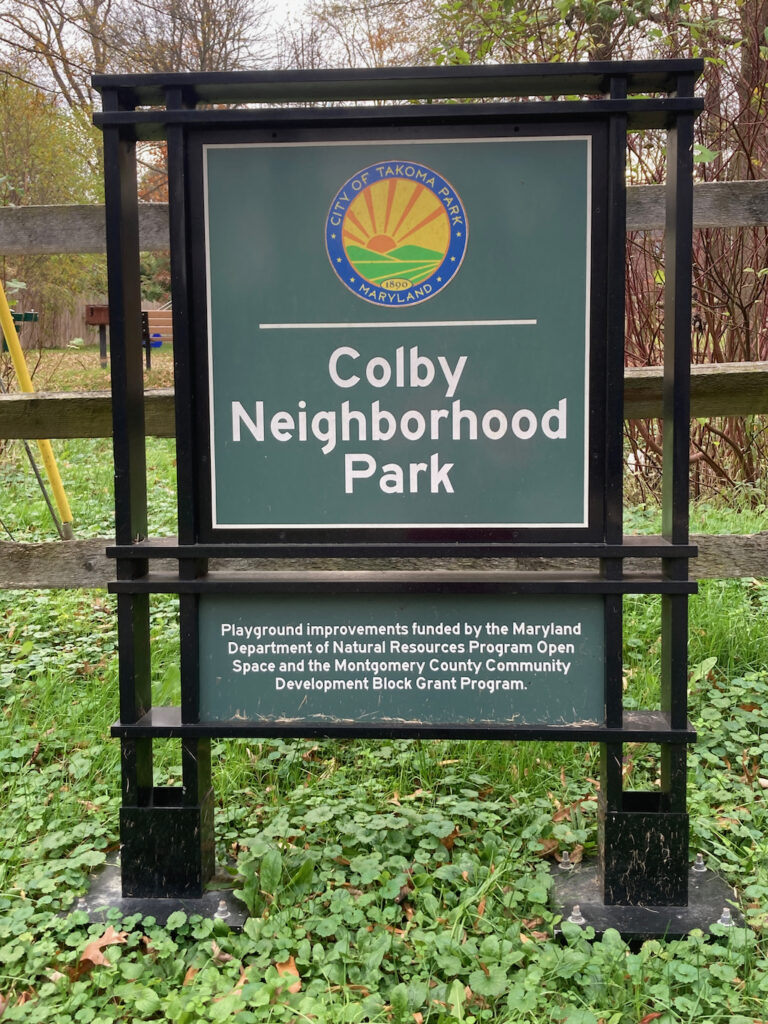 CITY OF TAKOMA PARK
1890
MARYLAND
Colby
Neighborhood
Park
Playground improvements funded by the Maryland
Department of Natural Resources Program Open
Space and the Montgomery County Community
Development Block Grant Program.